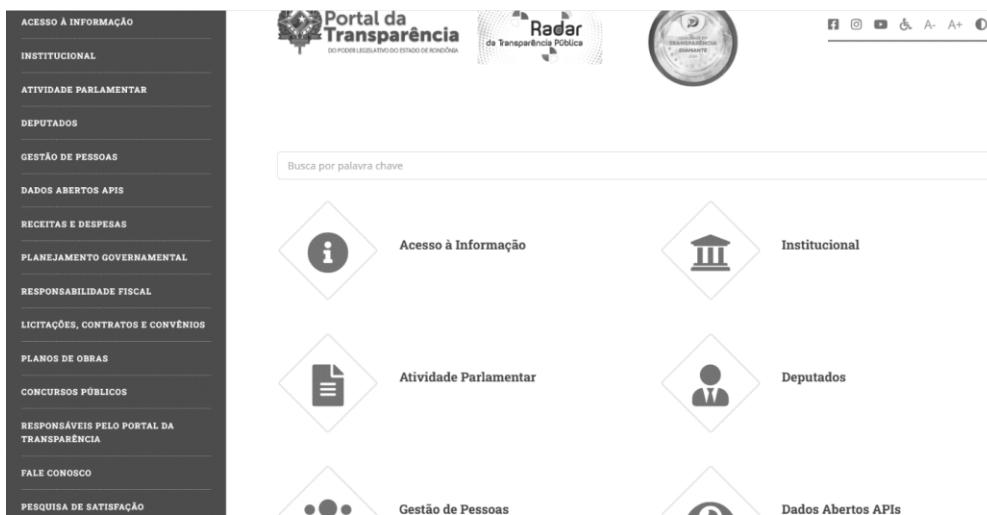 ACESSO À INFORMAÇÃO
INSTITUCIONAL
ATIVIDADE PARLAMENTAR
DEPUTADOS
GESTÃO DE PESSOAS
DADOS ABERTOS APIS
RECEITAS E DESPESAS
PLANEJAMENTO GOVERNAMENTAL
RESPONSABILIDADE FISCAL
LICITAÇÕES, CONTRATOS E CONVÊNIOS
PLANOS DE OBRAS
CONCURSOS PÚBLICOS
RESPONSÁVEIS PELO PORTAL DA
TRANSPARÊNCIA
FALE CONOSCO
PESQUISA DE SATISFAÇÃO
Portal da
Transparência
DO PODER LEGISLATIVO DO ESTADO DE RONDÔNIA
Radar
da Transparência Pública
TRANSPARÊNCIA
DIAMANTE
A- A+
Busca por palavra chave
Acesso à Informação
Institucional
Atividade Parlamentar
Deputados
Gestão de Pessoas
Dados Abertos APIs